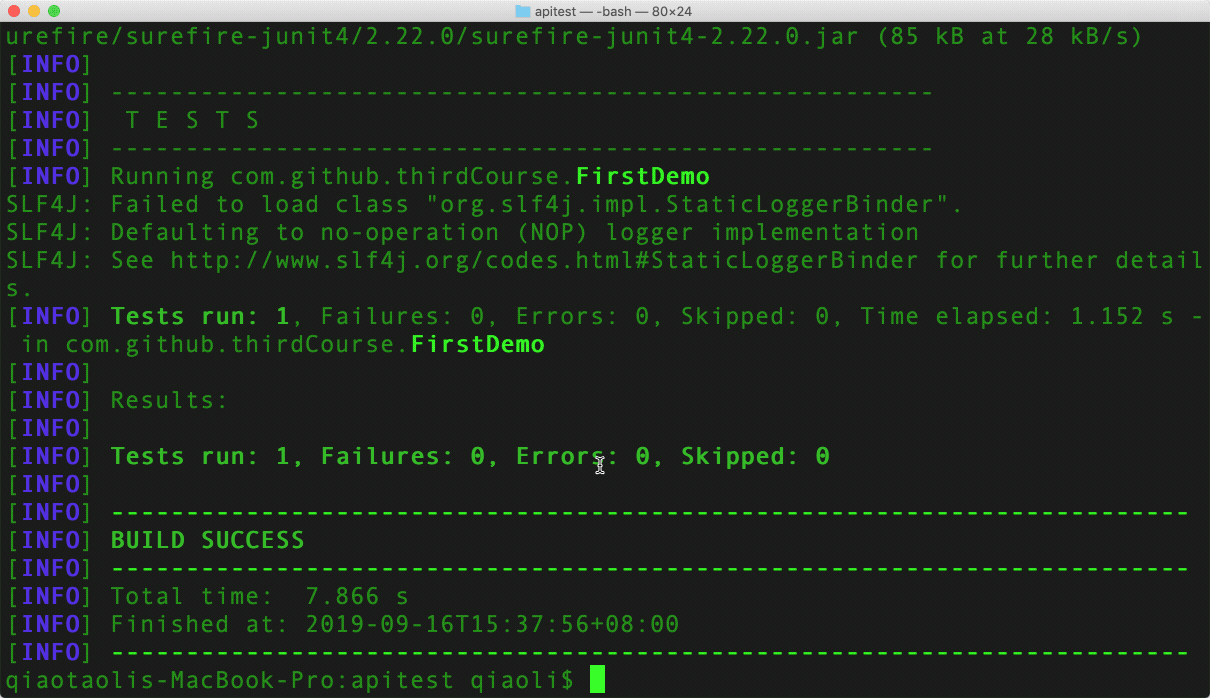 apitest — -bash — 80×24
urefire/surefire-junit4/2.22.0/surefire-junit4-2.22.0.jar (85 kB at 28 kB/s)
[INFO]
[INFO] -------------------------------------------------------
[INFO]  T E S T S
[INFO] -------------------------------------------------------
[INFO] Running com.github.thirdCourse.FirstDemo
SLF4J: Failed to load class "org.slf4j.impl.StaticLoggerBinder".
SLF4J: Defaulting to no-operation (NOP) logger implementation
SLF4J: See http://www.slf4j.org/codes.html#StaticLoggerBinder for further detail
s.
[INFO] Tests run: 1, Failures: 0, Errors: 0, Skipped: 0, Time elapsed: 1.152 s -
 in com.github.thirdCourse.FirstDemo
[INFO]
[INFO] Results:
[INFO]
[INFO] Tests run: 1, Failures: 0, Errors: 0, Skipped: 0
[INFO]
[INFO] ------------------------------------------------------------------------
[INFO] BUILD SUCCESS
[INFO] ------------------------------------------------------------------------
[INFO] Total time:  7.866 s
[INFO] Finished at: 2019-09-16T15:37:56+08:00
[INFO] ------------------------------------------------------------------------
qiaotaolis-MacBook-Pro:apitest qiaoli$